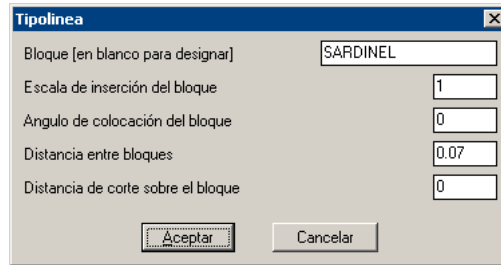 Tipolinea
Bloque [en blanco para designar] SARDINEL
Escala de inserción del bloque 1
Angulo de colocación del bloque 0
Distancia entre bloques 0.07
Distancia de corte sobre el bloque 0
Aceptar Cancelar